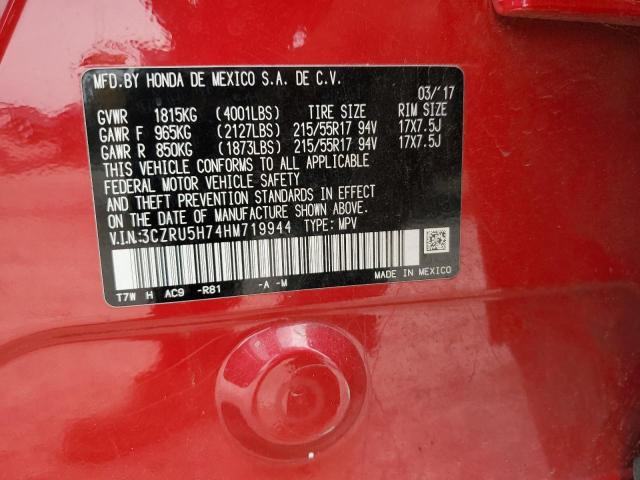 MFD.BY HONDA DE MEXICO S.A. DE C.V.
03/'17
GVWR 1815KG (4001LBS) TIRE SIZE RIM SIZE
GAWR F 965KG (2127LBS) 215/55R17 94V 17X7.5J
GAWR R 850KG (1873LBS) 215/55R17 94V 17X7.5J
THIS VEHICLE CONFORMS TO ALL APPLICABLE
FEDERAL MOTOR VEHICLE SAFETY
AND THEFT PREVENTION STANDARDS IN EFFECT
ON THE DATE OF MANUFACTURE SHOWN ABOVE.
V.I.N.:3CZRU5H74HM719944 TYPE: MPV
T7W H AC9 -R81 -A -M MADE IN MEXICO